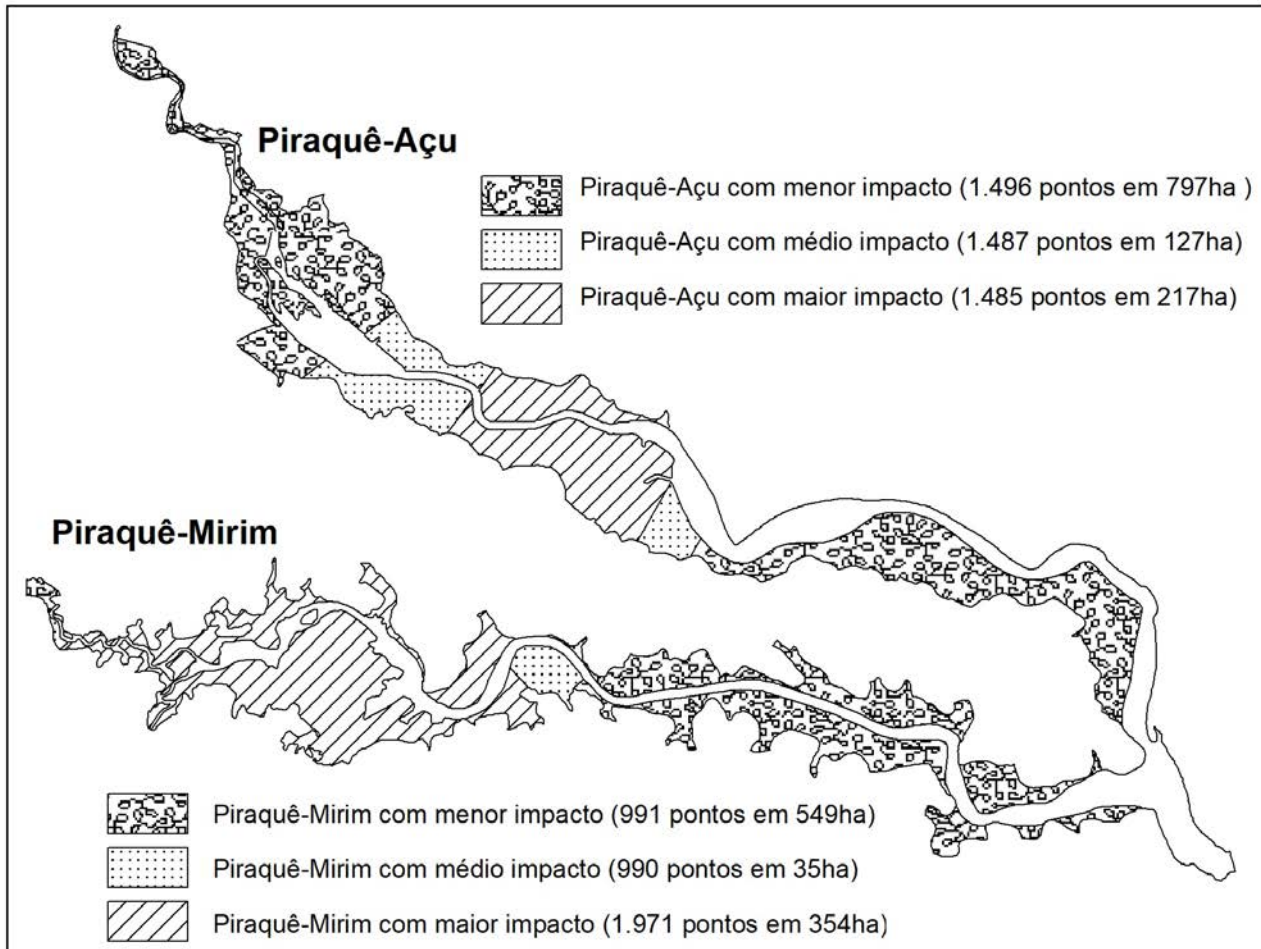 Piraquê-Açu
Piraquê-Açu com menor impacto (1.496 pontos em 797ha )
Piraquê-Açu com médio impacto (1.487 pontos em 127ha)
Piraquê-Açu com maior impacto (1.485 pontos em 217ha)
Piraquê-Mirim
Piraquê-Mirim com menor impacto (991 pontos em 549ha)
Piraquê-Mirim com médio impacto (990 pontos em 35ha)
Piraquê-Mirim com maior impacto (1.971 pontos em 354ha)